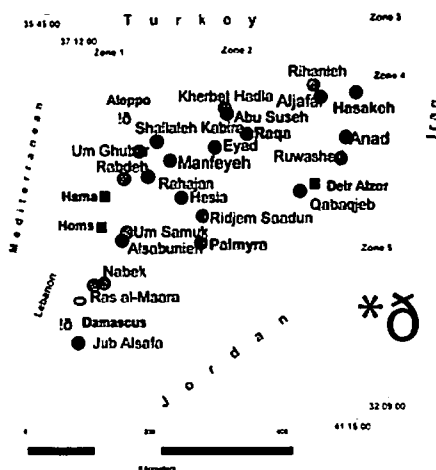 Turkey
35 45 00
37 12 00
Zone 1
Zone 2
Zone 3
Zone 4
Rihanieh
Kherbet Hadla
Aljafar
Hasakeh
Aleppo
!ð
Abu Suseh
Shallaleh Kabira
Raqa
Anad
Um Ghubar
Eyad
Ruwashed
Manfeyeh
Rabdeh
Rahajan
Deir Alzor
Hama
Hesia
Qabaqjeb
Ridjem Saadun
Homs
Um Samuk
Alsabunieh
Palmyra
Zone 5
Mediterranean
Iran
Nabek
Lebanon
Ras al-Maara
*ð
!ð Damascus
Jub Alsafa
Jordan
32 09 00
41 15 00